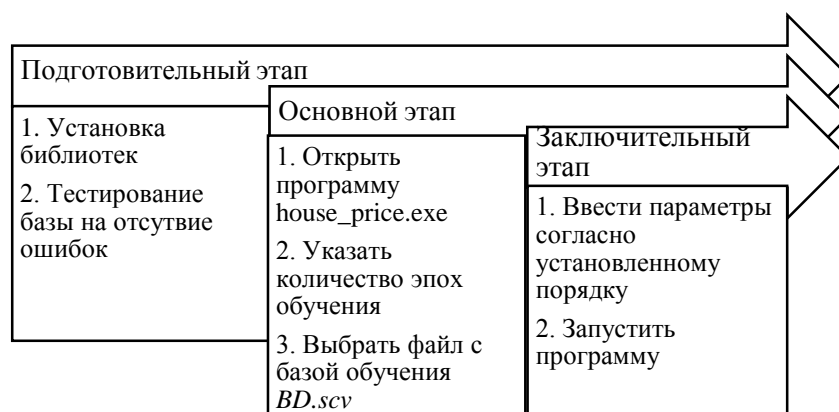 Подготовительный этап
1. Установка
библиотек
2. Тестирование
базы на отсутвие
ошибок
Основной этап
1. Открыть
программу
house_price.exe
2. Указать
количество эпох
обучения
3. Выбрать файл с
базой обучения
BD.scv
Заключительный
этап
1. Ввести параметры
согласно
установленному
порядку
2. Запустить
программу